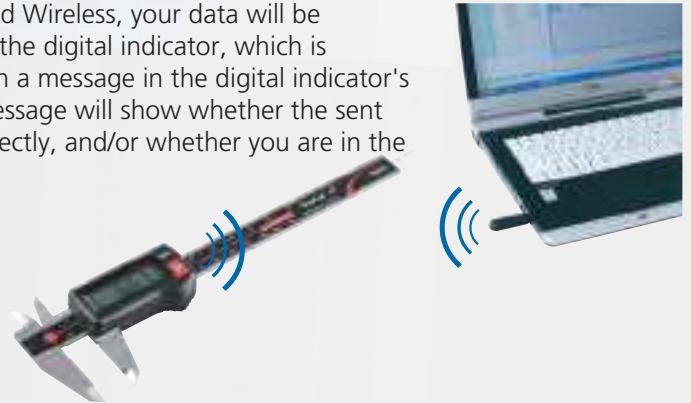 d Wireless, your data will be
the digital indicator, which is
n a message in the digital indicator's
essage will show whether the sent
ectly, and/or whether you are in the